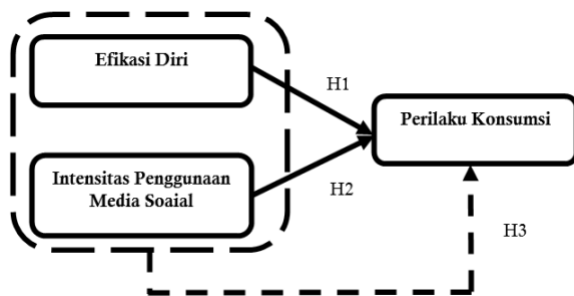 Efikasi Diri
H1
Perilaku Konsumsi
Intensitas Penggunaan
Media Soaial
H2
H3